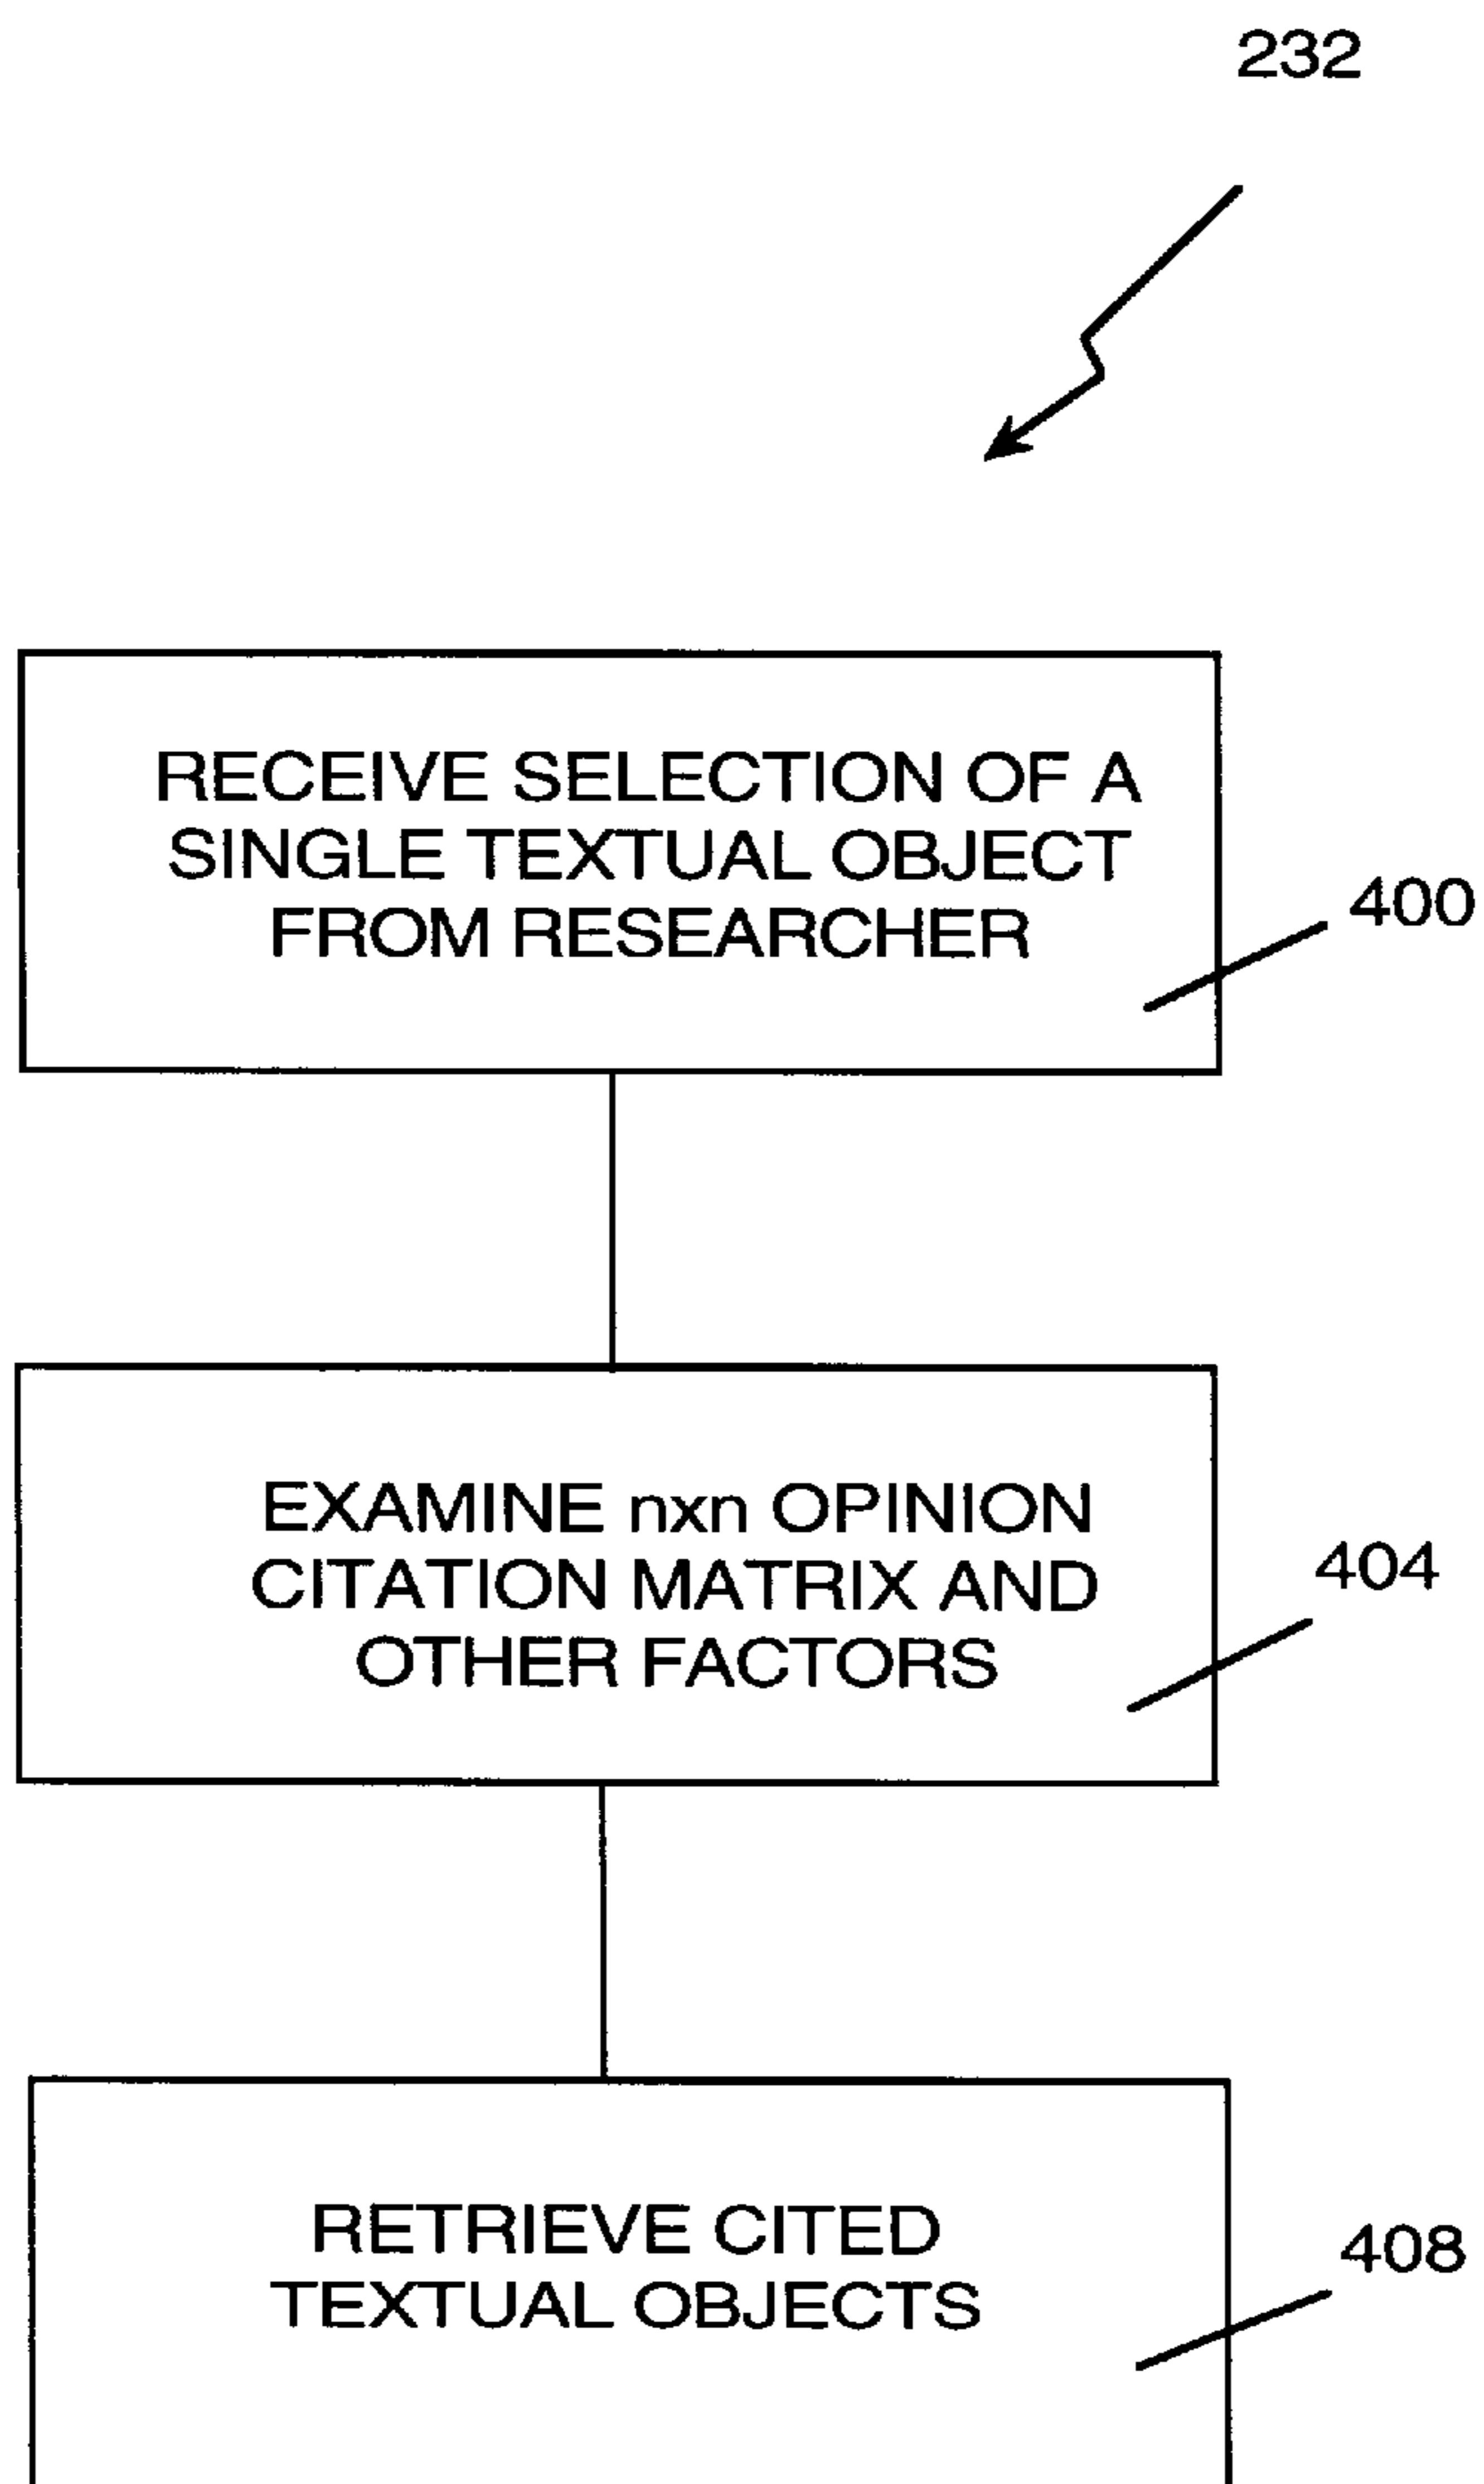 232
RECEIVE SELECTION OF A
SINGLE TEXTUAL OBJECT
FROM RESEARCHER
400
EXAMINE nxn OPINION
CITATION MATRIX AND
OTHER FACTORS
404
RETRIEVE CITED
TEXTUAL OBJECTS
408